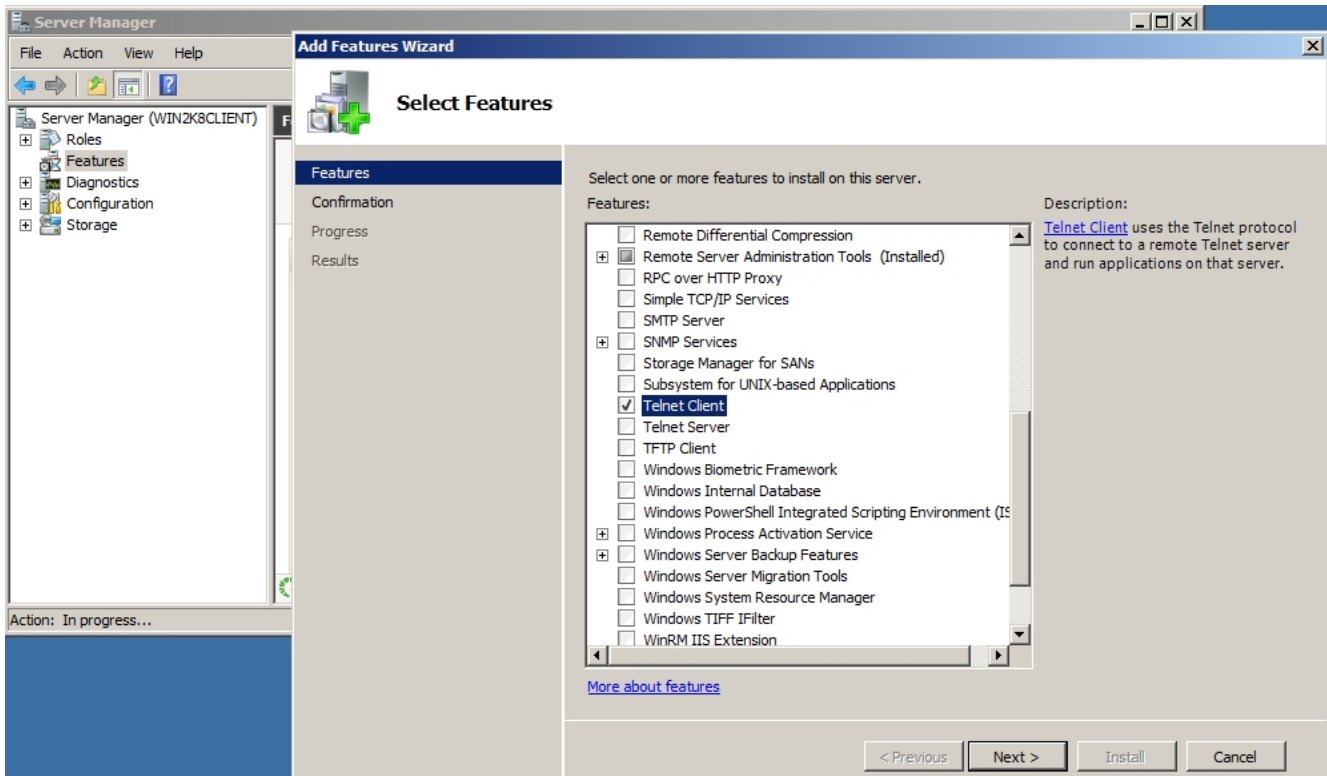 Server Manager
File Action View Help
Server Manager (WIN2K8CLIENT)
Roles
Features
Diagnostics
Configuration
Storage
Action: In progress...
Add Features Wizard
Select Features
Features
Confirmation
Progress
Results
Select one or more features to install on this server.
Features:
Remote Differential Compression
Remote Server Administration Tools (Installed)
RPC over HTTP Proxy
Simple TCP/IP Services
SMTP Server
SNMP Services
Storage Manager for SANs
Subsystem for UNIX-based Applications
Telnet Client
Telnet Server
TFTP Client
Windows Biometric Framework
Windows Internal Database
Windows PowerShell Integrated Scripting Environment (IS
Windows Process Activation Service
Windows Server Backup Features
Windows Server Migration Tools
Windows System Resource Manager
Windows TIFF IFilter
WinRM IIS Extension
More about features
Description:
Telnet Client uses the Telnet protocol
to connect to a remote Telnet server
and run applications on that server.
< Previous Next > Install Cancel